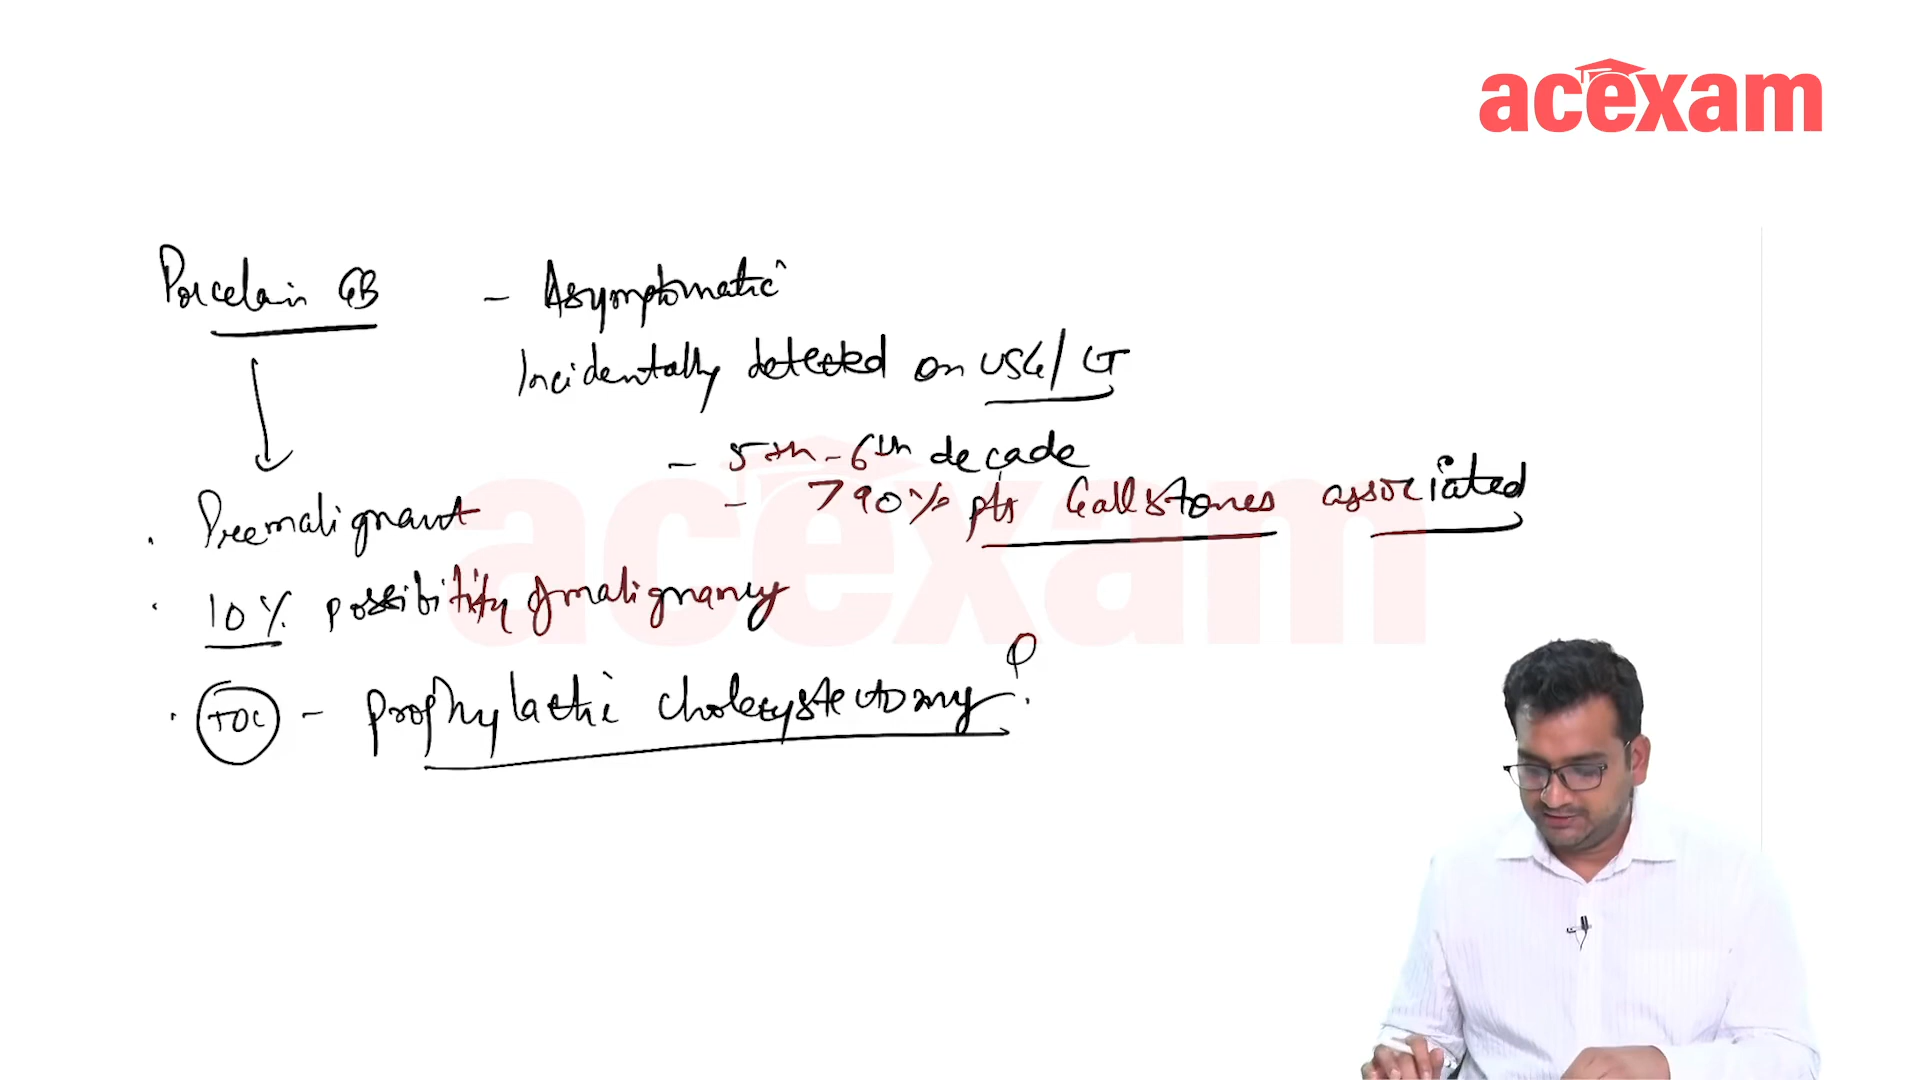 acexam
Porcelain GB - Asymptomatic
Incidentally detected on USG/CT
- 5th-6th decade
- >90% pts Gallstones associated
. Premalignant
. 10% possibility of malignancy
. TOC - prophylactic cholecystectomy.
acexam